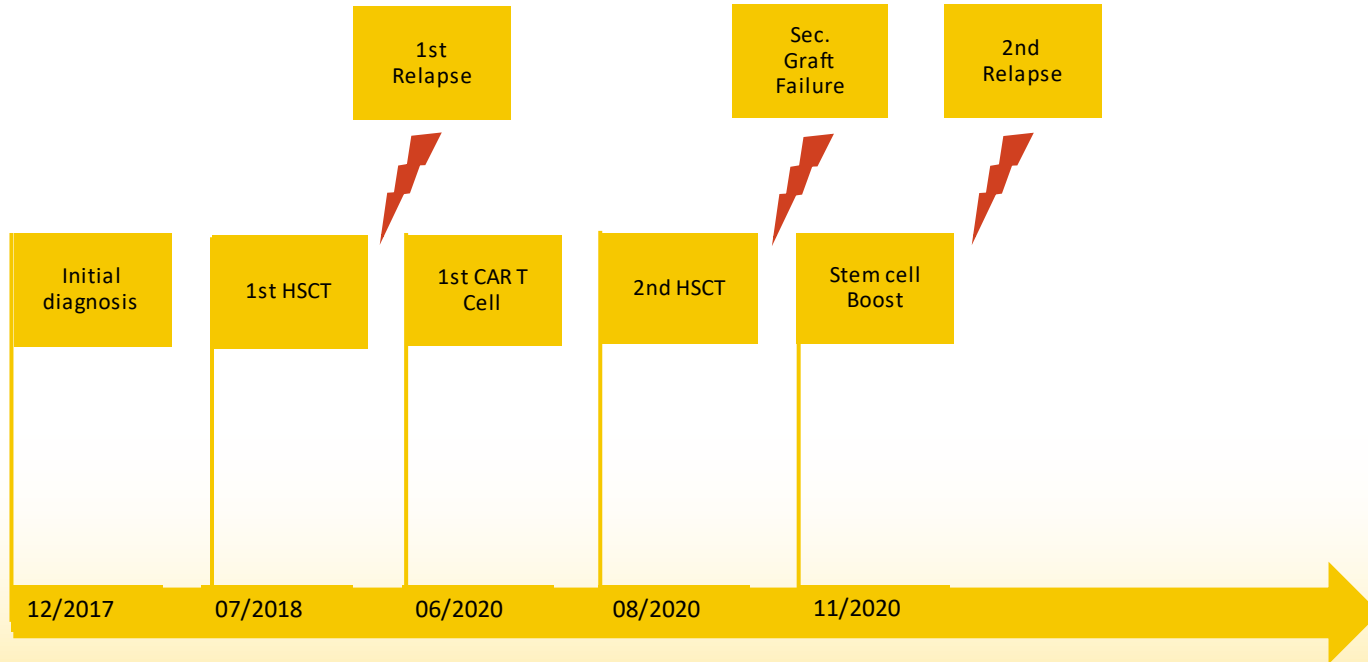 1st
Relapse
Sec.
Graft
Failure
2nd
Relapse
Initial
diagnosis
1st HSCT
1st CAR T
Cell
2nd HSCT
Stem cell
Boost
12/2017
07/2018
06/2020
08/2020
11/2020